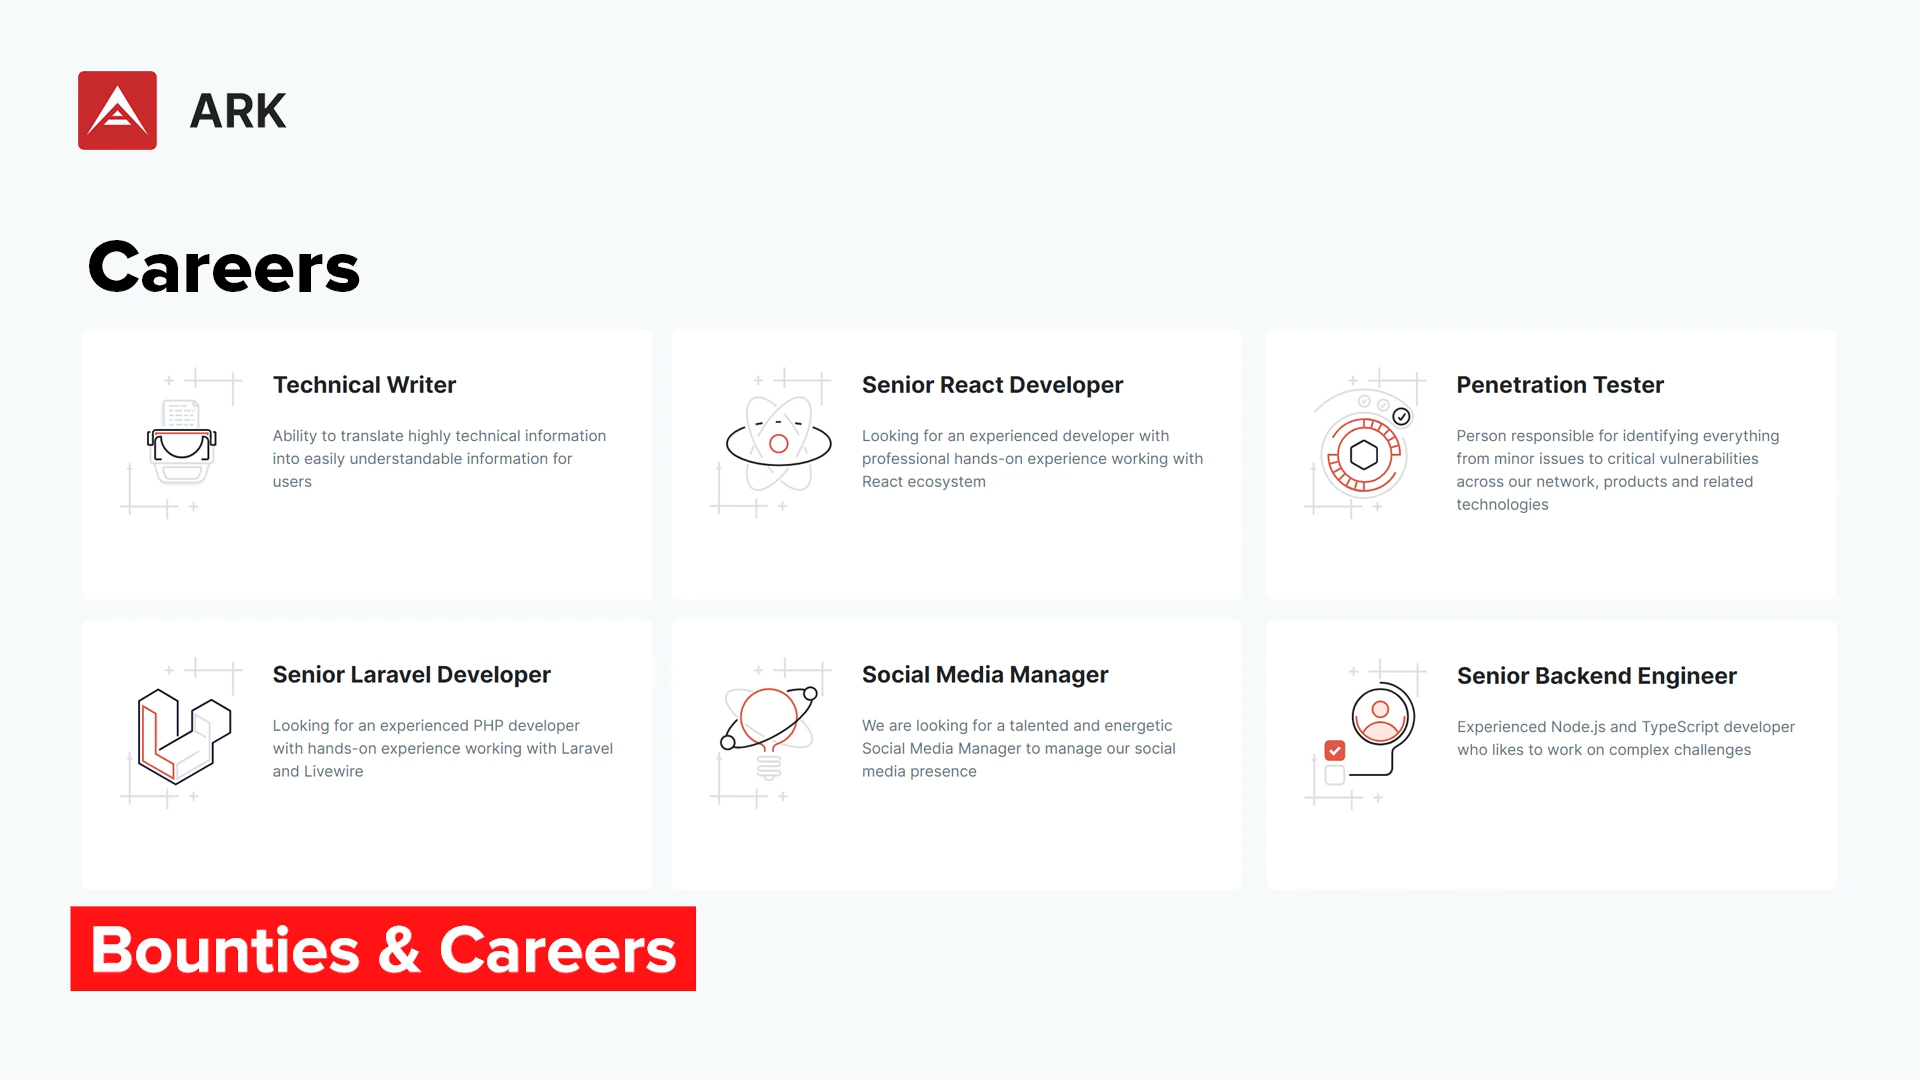 ARK
Careers
Technical Writer
Ability to translate highly technical information
into easily understandable information for
users
Senior React Developer
Looking for an experienced developer with
professional hands-on experience working with
React ecosystem
Penetration Tester
Person responsible for identifying everything
from minor issues to critical vulnerabilities
across our network, products and related
technologies
Senior Laravel Developer
Looking for an experienced PHP developer
with hands-on experience working with Laravel
and Livewire
Social Media Manager
We are looking for a talented and energetic
Social Media Manager to manage our social
media presence
Senior Backend Engineer
Experienced Node.js and TypeScript developer
who likes to work on complex challenges
Bounties & Careers